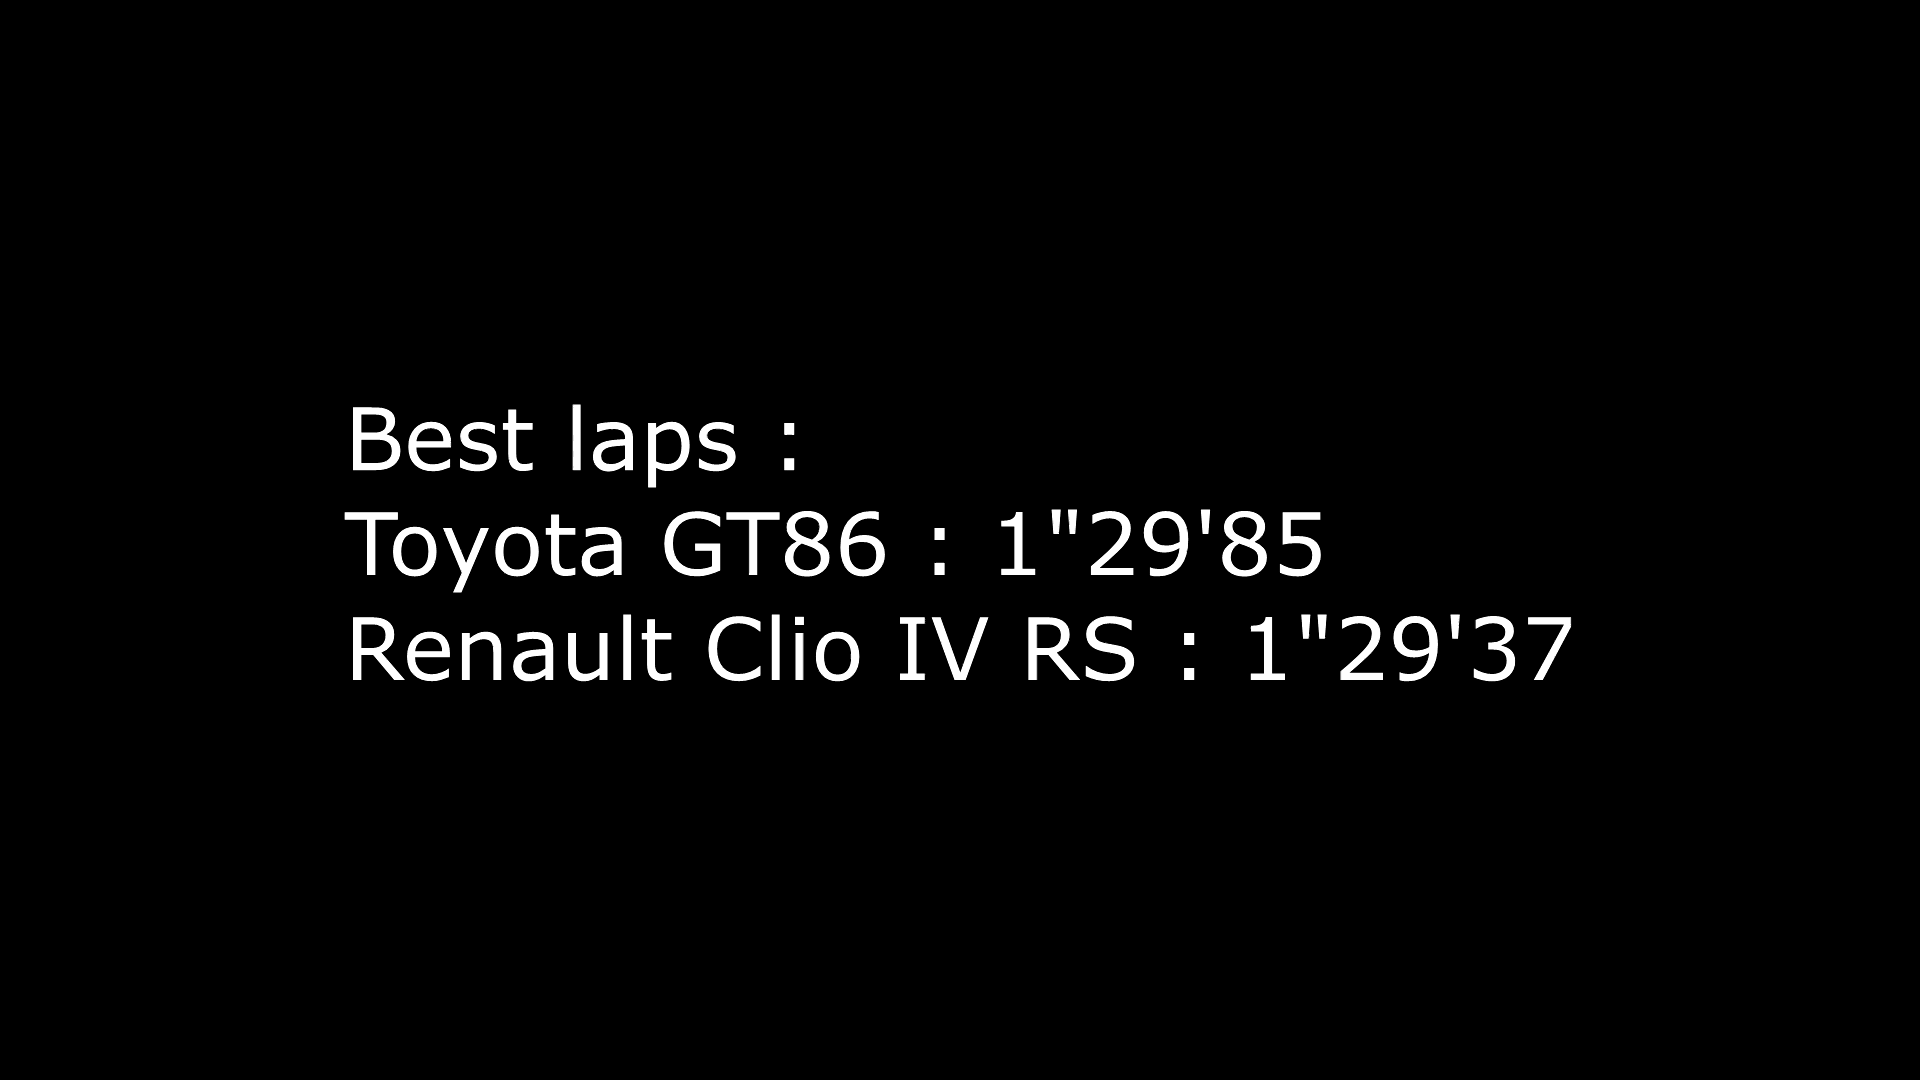 Best laps :
Toyota GT86 : 1"29'85
Renault Clio IV RS : 1"29'37